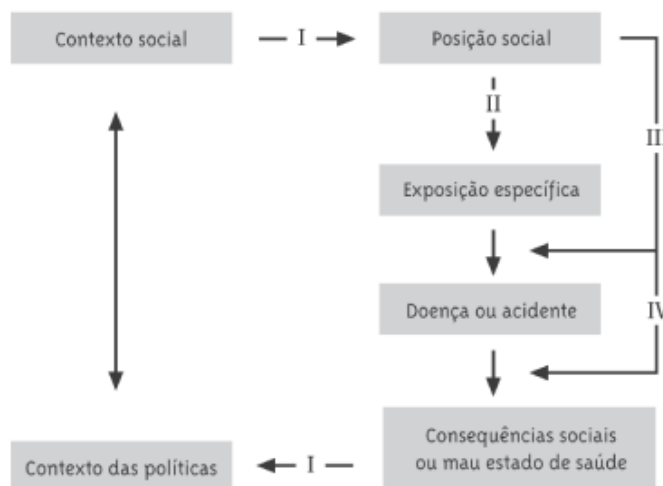 Contexto social
I
Posição social
II
III
Exposição específica
Doença ou acidente
IV
Consequências sociais
ou mau estado de saúde
Contexto das políticas
I